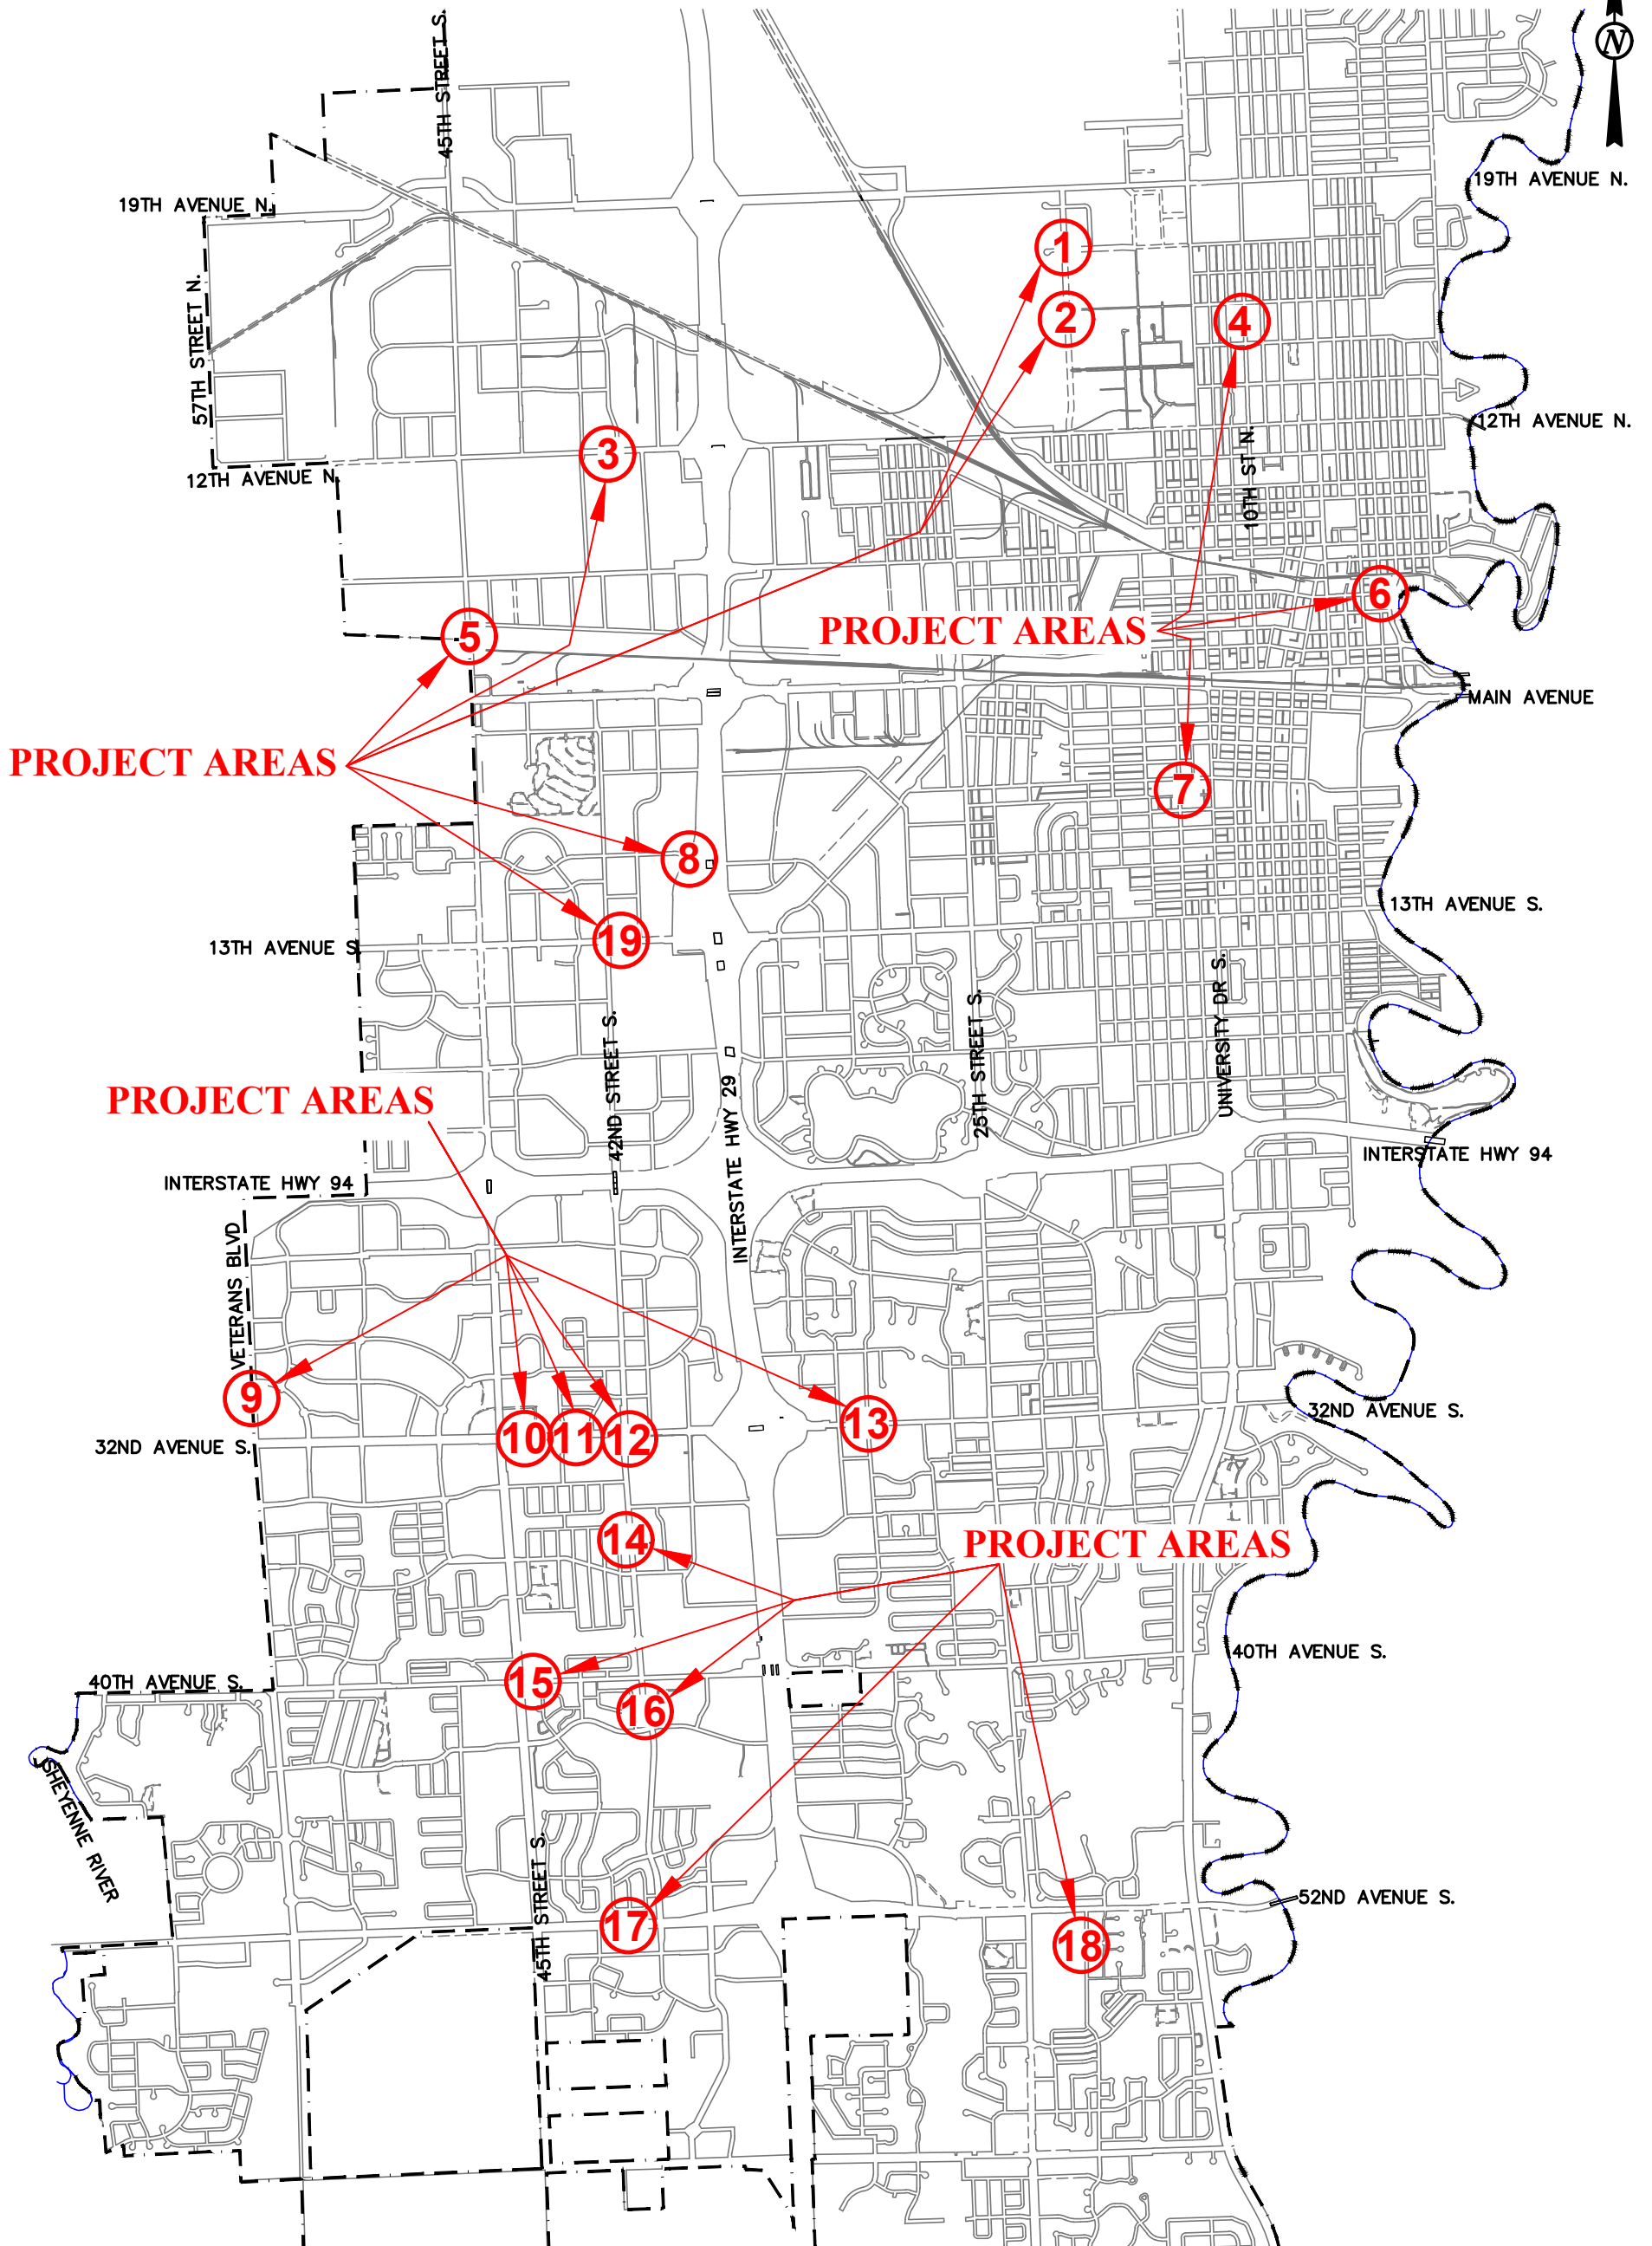 45TH STREET S.
N
19TH AVENUE N.
19TH AVENUE N.
1
2
4
57TH STREET N.
12TH AVENUE N.
12TH AVENUE N.
3
10TH ST N.
6
5
PROJECT AREAS
MAIN AVENUE
PROJECT AREAS
7
8
13TH AVENUE S.
19
13TH AVENUE S.
42ND STREET S.
25TH STREET S.
UNIVERSITY DR S.
PROJECT AREAS
INTERSTATE HWY 29
INTERSTATE HWY 94
INTERSTATE HWY 94
VETERANS BLVD
9
10
11
12
13
32ND AVENUE S.
32ND AVENUE S.
14
PROJECT AREAS
15
16
40TH AVENUE S.
40TH AVENUE S.
SHEYENNE RIVER
45TH STREET S.
17
18
52ND AVENUE S.